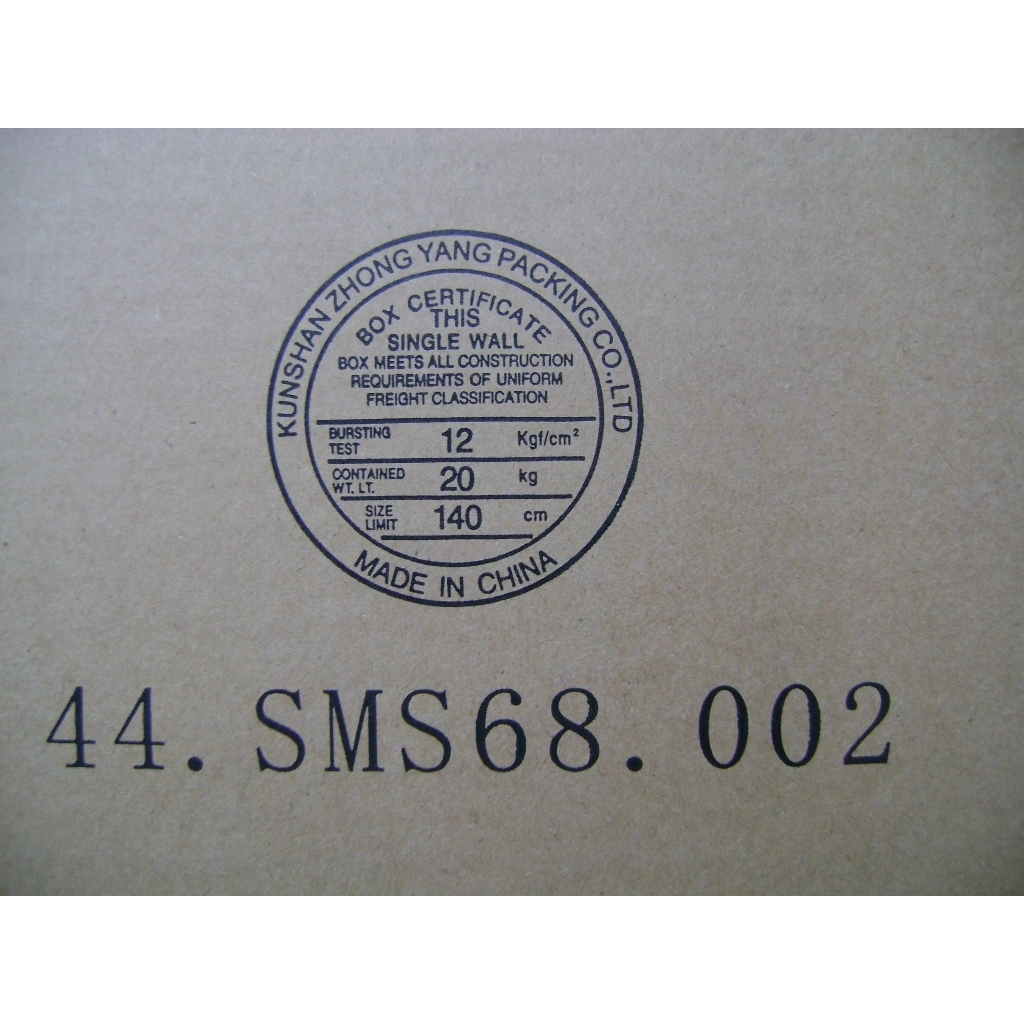 KUNSHAN ZHONG YANG PACKING CO.,LTD
BOX CERTIFICATE
THIS
SINGLE WALL
BOX MEETS ALL CONSTRUCTION
REQUIREMENTS OF UNIFORM
FREIGHT CLASSIFICATION
BURSTING TEST 12 Kgf/cm²
CONTAINED WT. LT. 20 kg
SIZE LIMIT 140 cm
MADE IN CHINA
44.SMS68.002